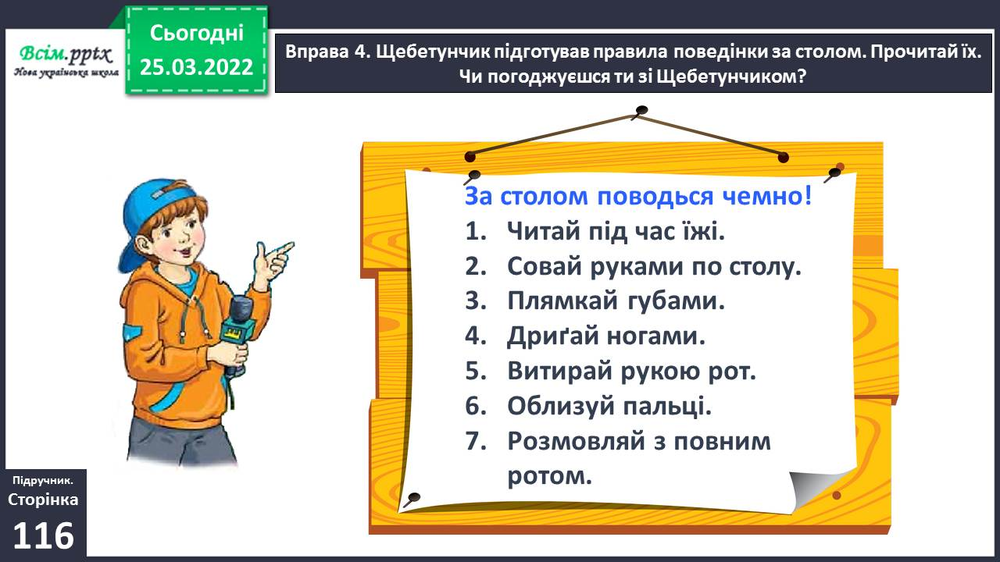 Сьогодні
25.03.2022
Всім.pptx
Нова українська школа
Вправа 4. Щебетунчик підготував правила поведінки за столом. Прочитай їх.
Чи погоджуєшся ти зі Щебетунчиком?
За столом поводься чемно!
1. Читай під час їжі.
2. Совай руками по столу.
3. Плямкай губами.
4. Дриґай ногами.
5. Витирай рукою рот.
6. Облизуй пальці.
7. Розмовляй з повним
ротом.
Підручник.
Сторінка
116